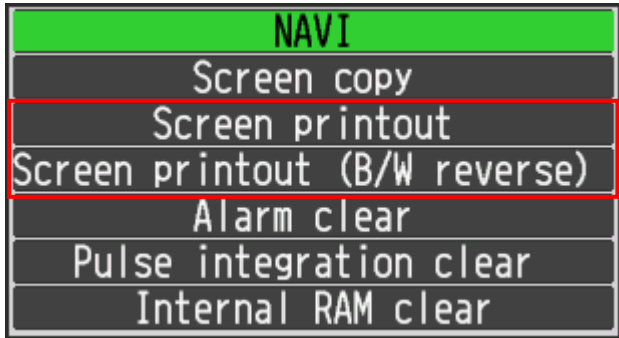 NAVI
Screen copy
Screen printout
Screen printout (B/W reverse)
Alarm clear
Pulse integration clear
Internal RAM clear